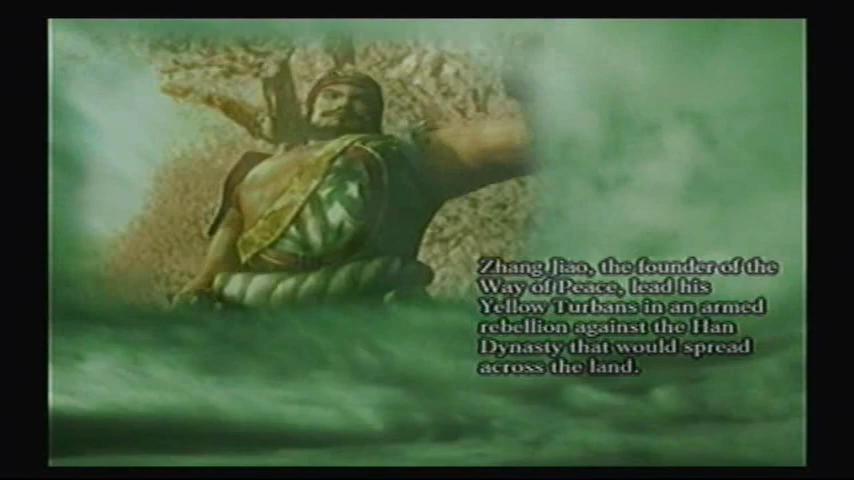 Zhang Jiao, the founder of the
Way of Peace, lead his
Yellow Turbans in an armed
rebellion against the Han
Dynasty that would spread
across the land.